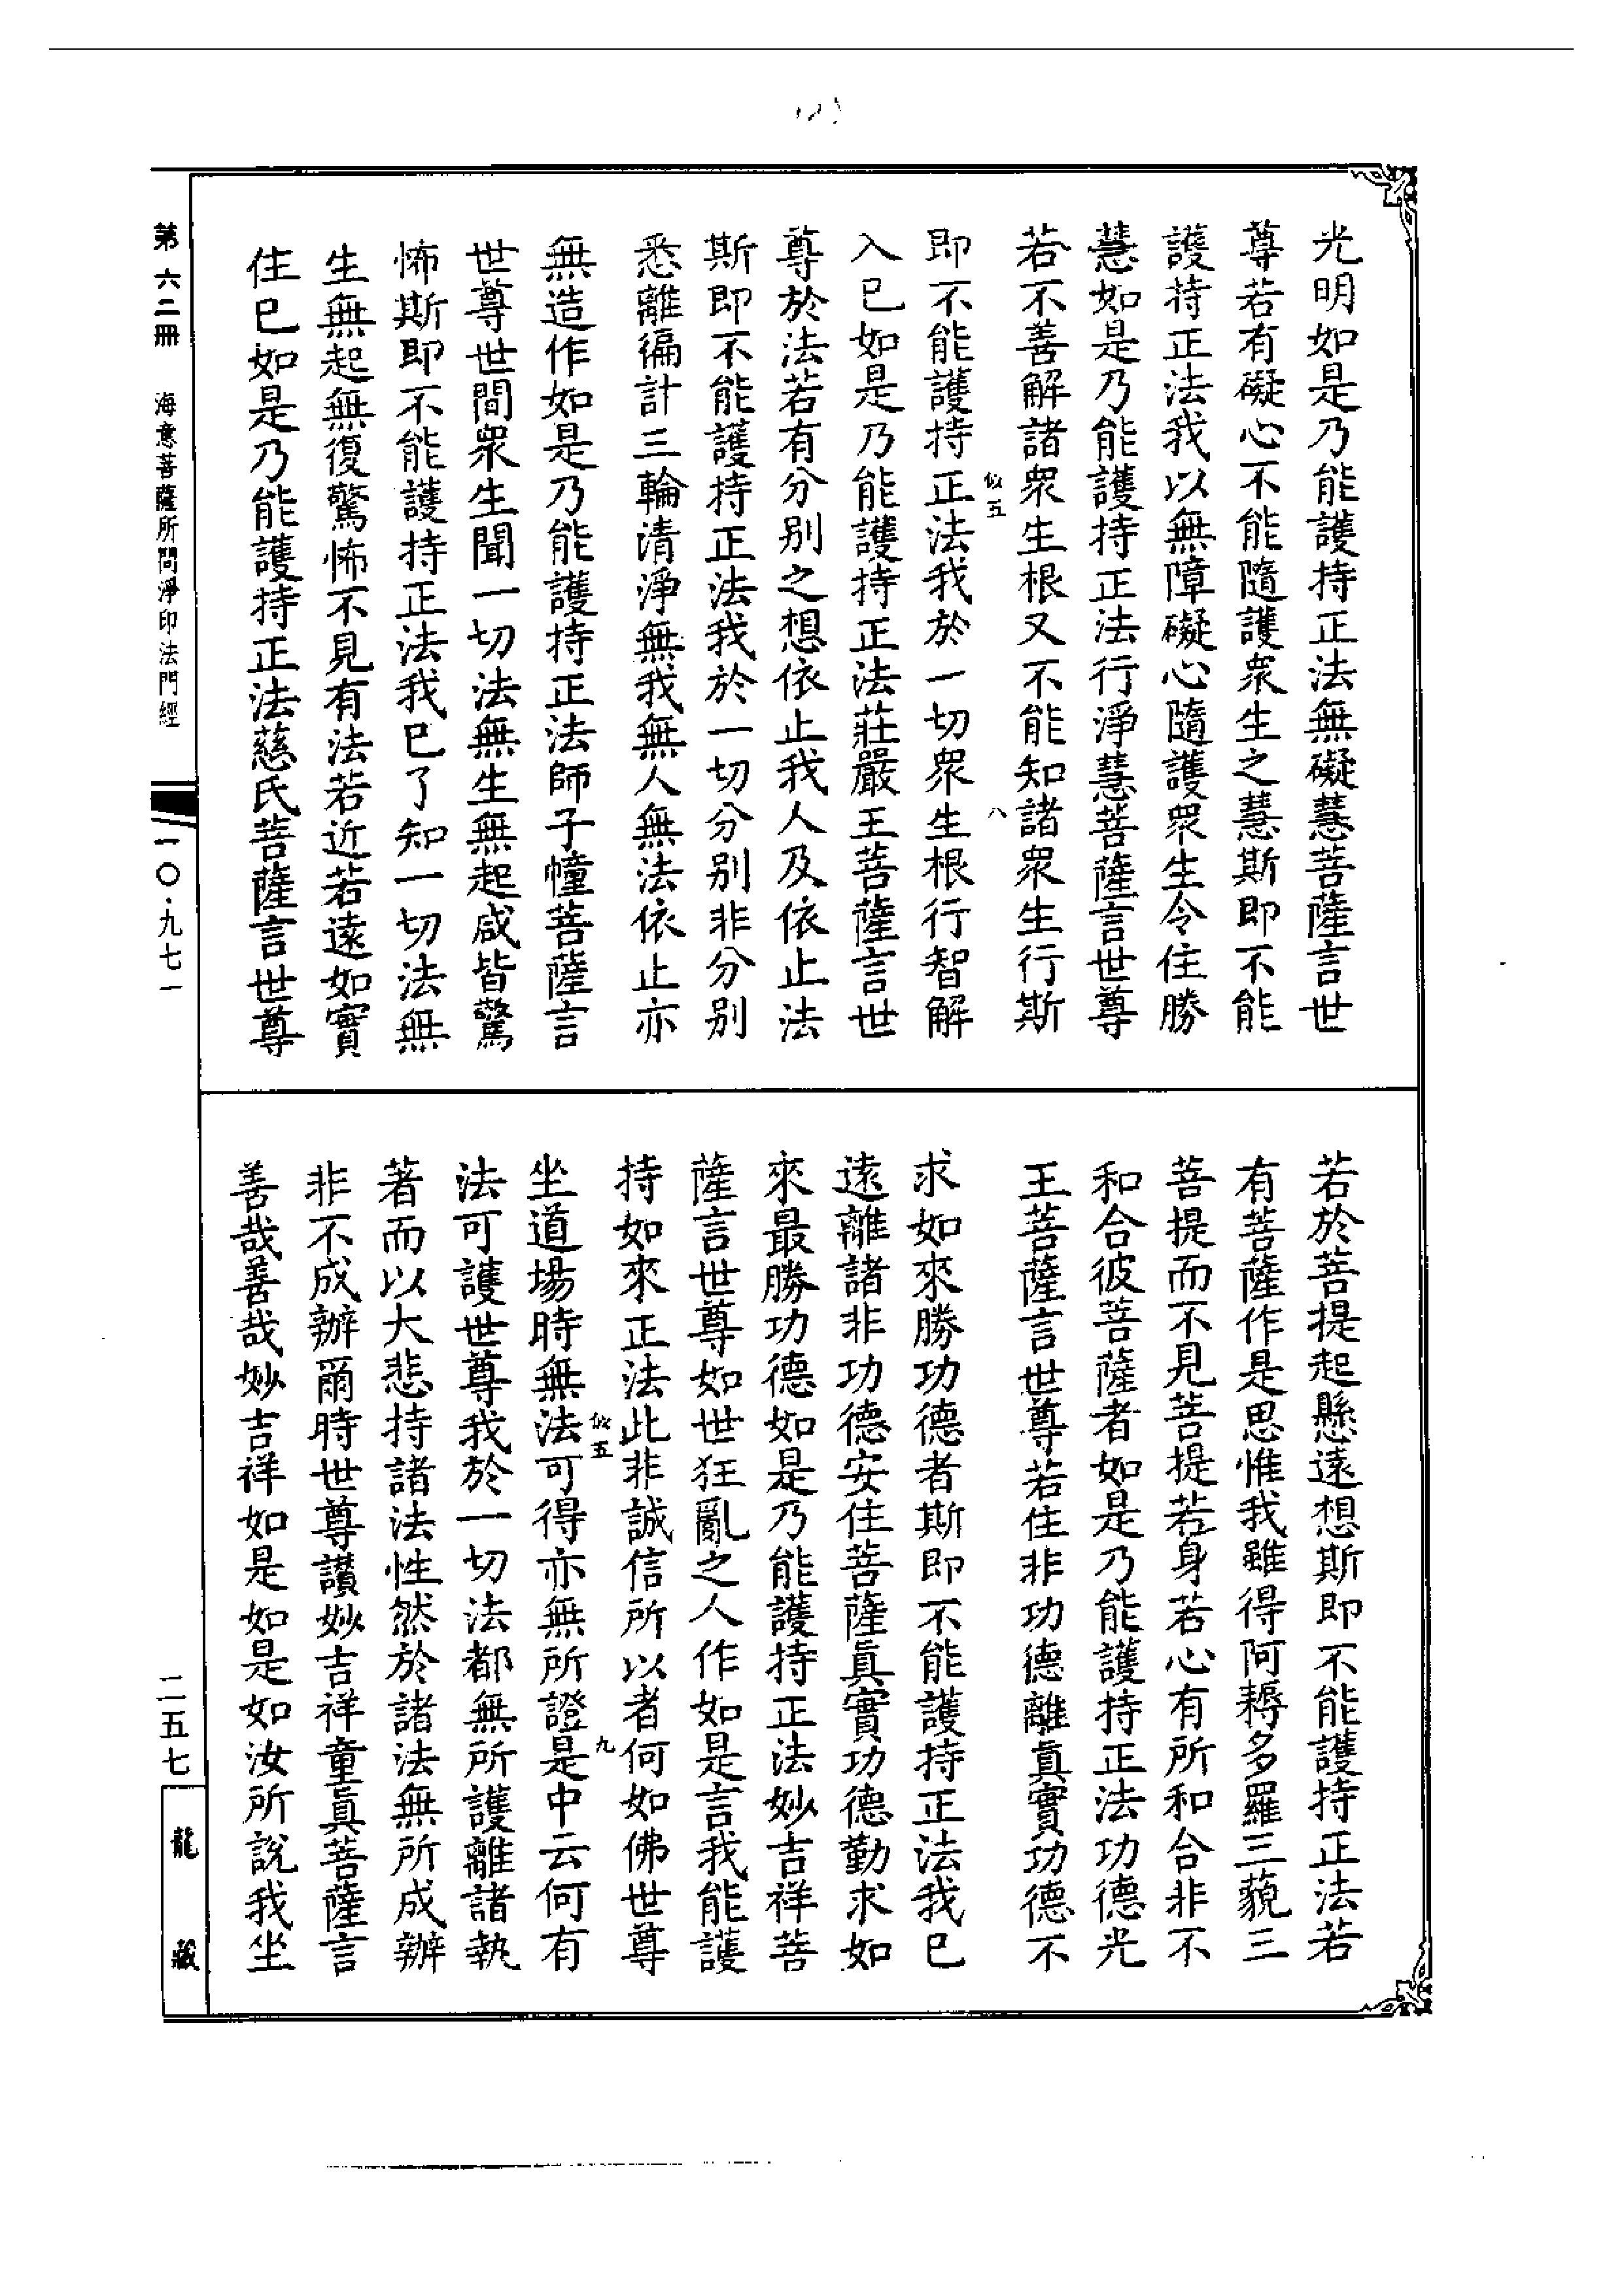 光明如是乃能護持正法無礙慧菩薩言世
尊若有礙心不能隨護衆生之慧斯即不能
護持正法我以無障礙心隨護衆生令住勝
慧如是乃能護持正法行淨慧菩薩言世尊
若不善解諸衆生根又不能知諸衆生行斯
即不能護持正法我於一切衆生根行智解
入已如是乃能護持正法莊嚴王菩薩言世
尊於法若有分別之想依止我人及依止法
斯即不能護持正法我於一切分別非分別
悉離徧計三輪清淨無我無人無法依止亦
無造作如是乃能護持正法師子幢菩薩言
世尊世間衆生聞一切法無生無起咸皆驚
怖斯即不能護持正法我已了知一切法無
生無起無復驚怖不見有法若近若遠如實
住已如是乃能護持正法慈氏菩薩言世尊
若於菩提起懸遠想斯即不能護持正法若
有菩薩作是思惟我雖得阿耨多羅三藐三
菩提而不見菩提若身若心有所和合非不
和合彼菩薩者如是乃能護持正法功德光
王菩薩言世尊若住非功德離真實功德不
求如來勝功德者斯即不能護持正法我已
遠離諸非功德安住菩薩真實功德勤求如
來最勝功德如是乃能護持正法妙吉祥菩
薩言世尊如世狂亂之人作如是言我能護
持如來正法此非誠信所以者何如佛世尊
坐道場時無法可得亦無所證是中云何有
法可護世尊我於一切法都無所護離諸執
著而以大悲持諸法性然於諸法無所成辦
非不成辦爾時世尊讚妙吉祥童真菩薩言
善哉善哉妙吉祥如是如是如汝所說我坐
第六二冊
海意菩薩所問淨印法門經
一〇·九七一
二五七
龍藏
八
九